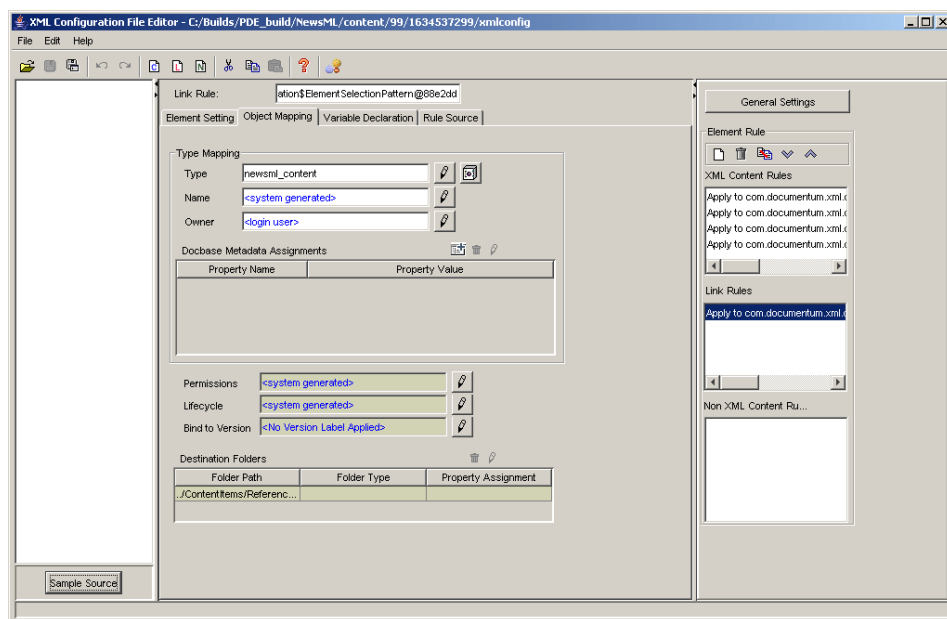 XML Configuration File Editor - C:/Builds/PDE_build/NewsML/content/99/1634537299/xmlconfig
File Edit Help
Link Rule: ation$ElementSelectionPattern@88e2dd
Element Setting Object Mapping Variable Declaration Rule Source
Type Mapping
Type newsml_content
Name <system generated>
Owner <login user>
Docbase Metadata Assignments
Property Name Property Value
Permissions <system generated>
Lifecycle <system generated>
Bind to Version <No Version Label Applied>
Destination Folders
Folder Path Folder Type Property Assignment
../ContentItems/Referenc...
Sample Source
General Settings
Element Rule
XML Content Rules
Apply to com.documentum.xml.c
Apply to com.documentum.xml.c
Apply to com.documentum.xml.c
Apply to com.documentum.xml.c
Link Rules
Apply to com.documentum.xml.c
Non XML Content Ru...